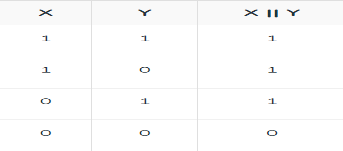 X Y X || Y
1 1 1
1 0 1
0 1 1
0 0 0